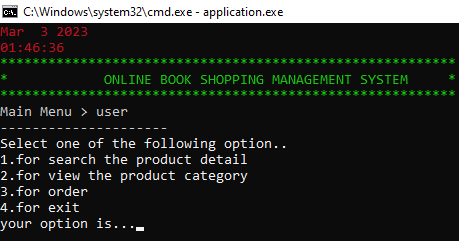 C:\Windows\system32\cmd.exe - application.exe
Mar  3 2023
01:46:36
*********************************************************
*            ONLINE BOOK SHOPPING MANAGEMENT SYSTEM      *
*********************************************************
Main Menu > user
---------------------
Select one of the following option..
1.for search the product detail
2.for view the product category
3.for order
4.for exit
your option is..._